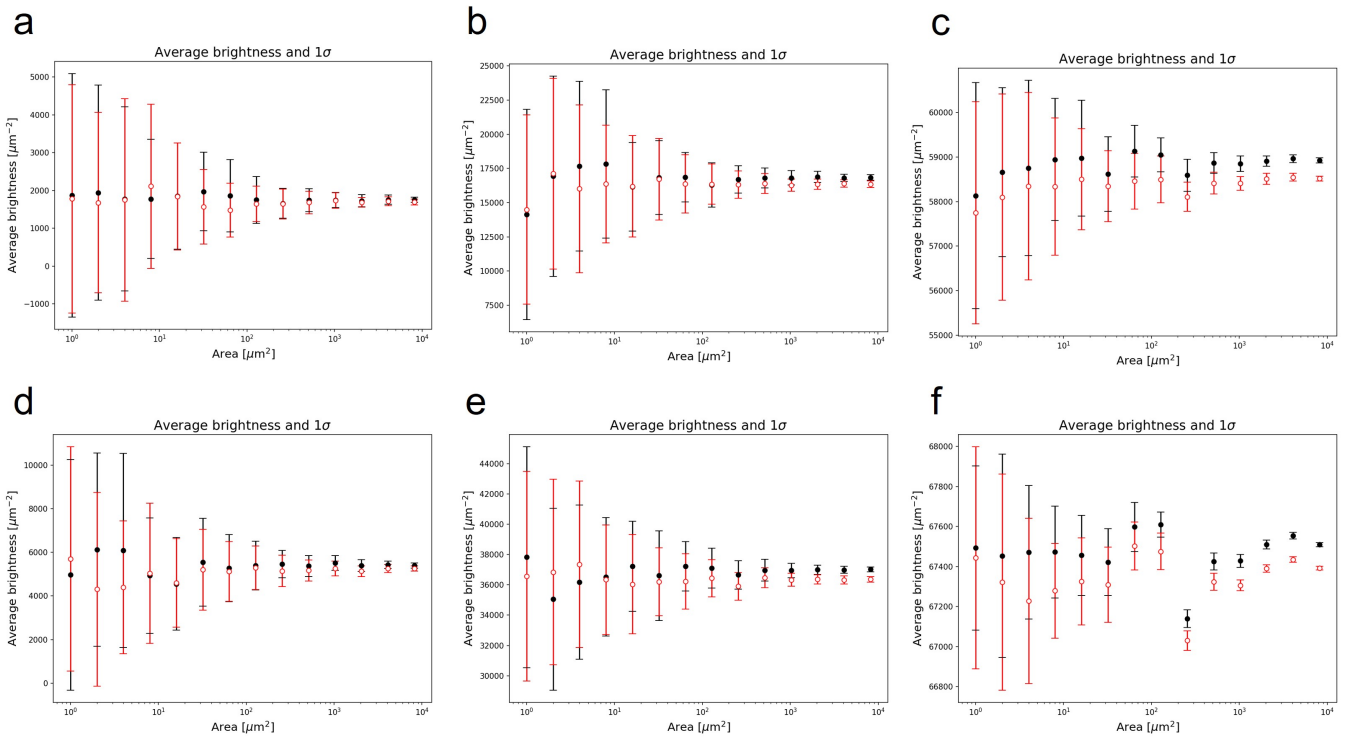 a
Average brightness and 1σ
Average brightness [μm⁻²]
5000
4000
3000
2000
1000
0
−1000
10⁰ 10¹ 10² 10³ 10⁴
Area [μm²]
b
Average brightness and 1σ
Average brightness [μm⁻²]
25000
22500
20000
17500
15000
12500
10000
7500
10⁰ 10¹ 10² 10³ 10⁴
Area [μm²]
c
Average brightness and 1σ
Average brightness [μm⁻²]
60000
59000
58000
57000
56000
55000
10⁰ 10¹ 10² 10³ 10⁴
Area [μm²]
d
Average brightness and 1σ
Average brightness [μm⁻²]
10000
8000
6000
4000
2000
0
10⁰ 10¹ 10² 10³ 10⁴
Area [μm²]
e
Average brightness and 1σ
Average brightness [μm⁻²]
44000
42000
40000
38000
36000
34000
32000
30000
10⁰ 10¹ 10² 10³ 10⁴
Area [μm²]
f
Average brightness and 1σ
Average brightness [μm⁻²]
68000
67800
67600
67400
67200
67000
66800
10⁰ 10¹ 10² 10³ 10⁴
Area [μm²]